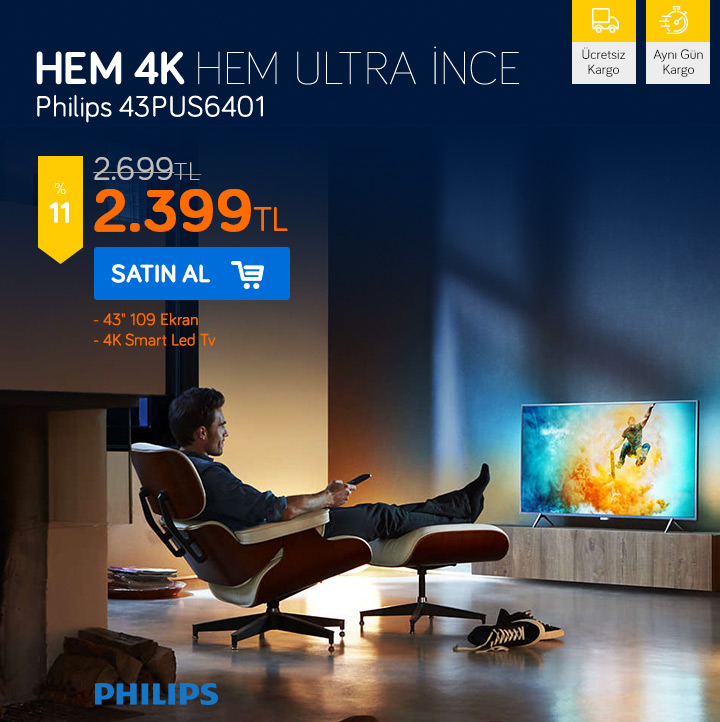 HEM 4K HEM ULTRA İNCE
Philips 43PUS6401
Ücretsiz
Kargo
Aynı Gün
Kargo
%
11
2.699TL
2.399TL
SATIN AL
- 43" 109 Ekran
- 4K Smart Led Tv
PHILIPS